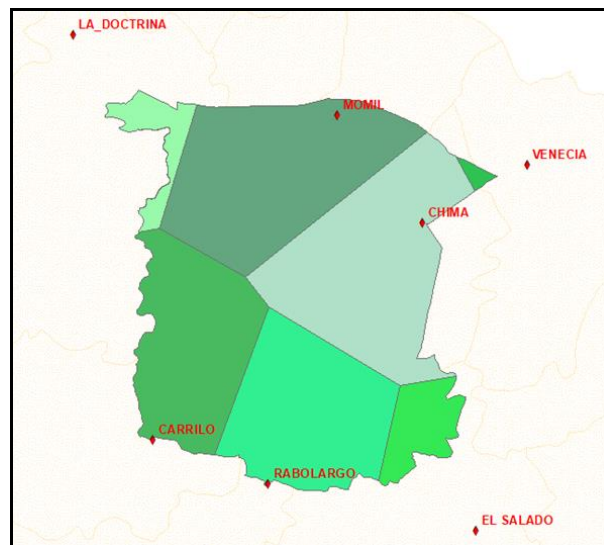 LA_DOCTRINA
MOMIL
VENECIA
CHIMA
CARRILO
RABOLARGO
EL SALADO